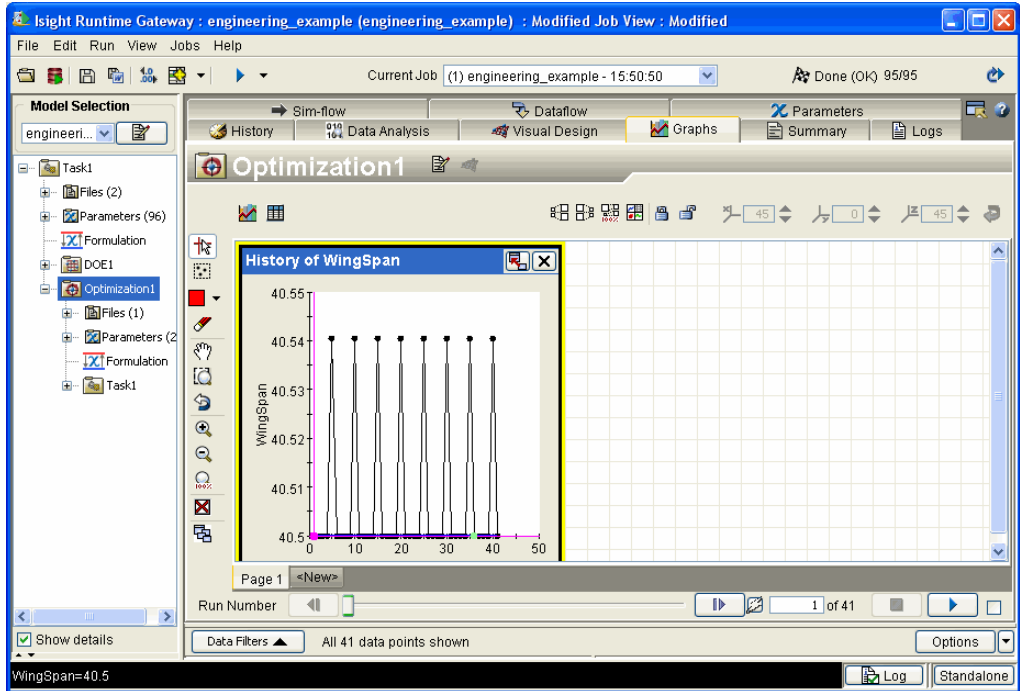 Isight Runtime Gateway : engineering_example (engineering_example) : Modified Job View : Modified
File Edit Run View Jobs Help
Current Job (1) engineering_example - 15:50:50 Done (OK) 95/95
Model Selection
engineeri...
Task1
Files (2)
Parameters (96)
Formulation
DOE1
Optimization1
Files (1)
Parameters (2
Formulation
Task1
Show details
Sim-flow Dataflow Parameters
History Data Analysis Visual Design Graphs Summary Logs
Optimization1
45 0 45
100%
History of WingSpan
WingSpan
40.55
40.54
40.53
40.52
40.51
40.5
0 10 20 30 40 50
Page 1 <New>
Run Number 1 of 41
Data Filters All 41 data points shown Options
WingSpan=40.5 Log Standalone